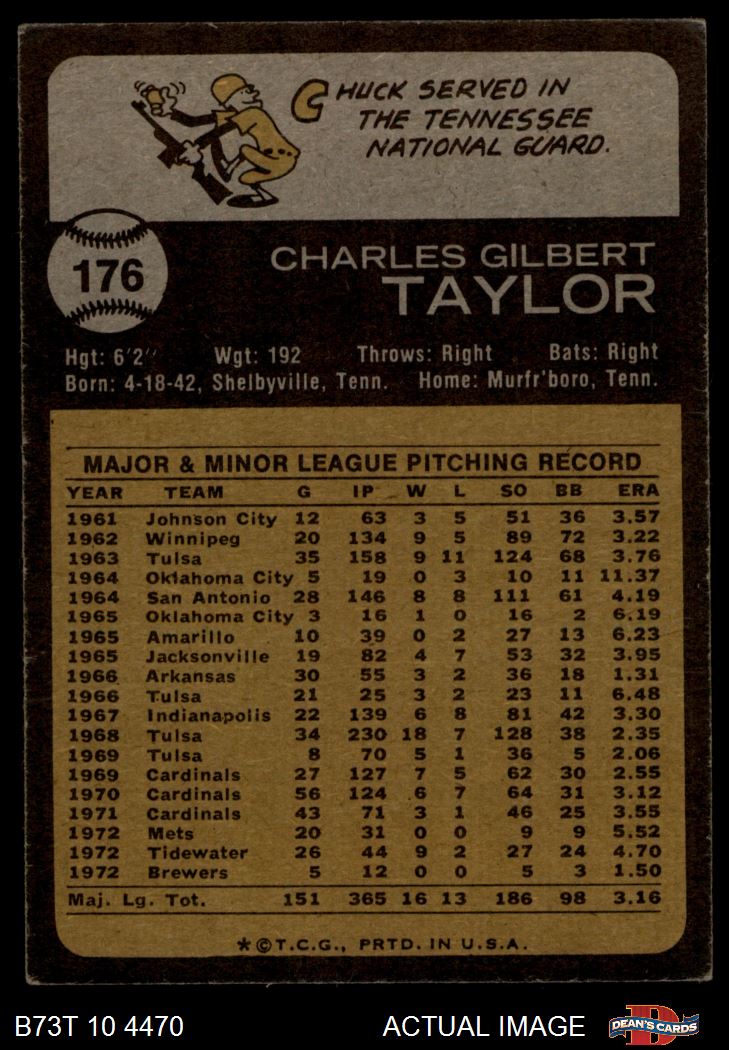 CHUCK SERVED IN
THE TENNESSEE
NATIONAL GUARD.
176
CHARLES GILBERT
TAYLOR
Hgt: 6'2" Wgt: 192 Throws: Right Bats: Right
Born: 4-18-42, Shelbyville, Tenn. Home: Murfr'boro, Tenn.
MAJOR & MINOR LEAGUE PITCHING RECORD
YEAR TEAM G IP W L SO BB ERA
1961 Johnson City 12 63 3 5 51 36 3.57
1962 Winnipeg 20 134 9 5 89 72 3.22
1963 Tulsa 35 158 9 11 124 68 3.76
1964 Oklahoma City 5 19 0 3 10 11 11.37
1964 San Antonio 28 146 8 8 111 61 4.19
1965 Oklahoma City 3 16 1 0 16 2 6.19
1965 Amarillo 10 39 0 2 27 13 6.23
1965 Jacksonville 19 82 4 7 53 32 3.95
1966 Arkansas 30 55 3 2 36 18 1.31
1966 Tulsa 21 25 3 2 23 11 6.48
1967 Indianapolis 22 139 6 8 81 42 3.30
1968 Tulsa 34 230 18 7 128 38 2.35
1969 Tulsa 8 70 5 1 36 5 2.06
1969 Cardinals 27 127 7 5 62 30 2.55
1970 Cardinals 56 124 6 7 64 31 3.12
1971 Cardinals 43 71 3 1 46 25 3.55
1972 Mets 20 31 0 0 9 9 5.52
1972 Tidewater 26 44 9 2 27 24 4.70
1972 Brewers 5 12 0 0 5 3 1.50
Maj. Lg. Tot. 151 365 16 13 186 98 3.16
*©T.C.G., PRTD. IN U.S.A.
B73T 10 4470 ACTUAL IMAGE D DEAN'S CARDS